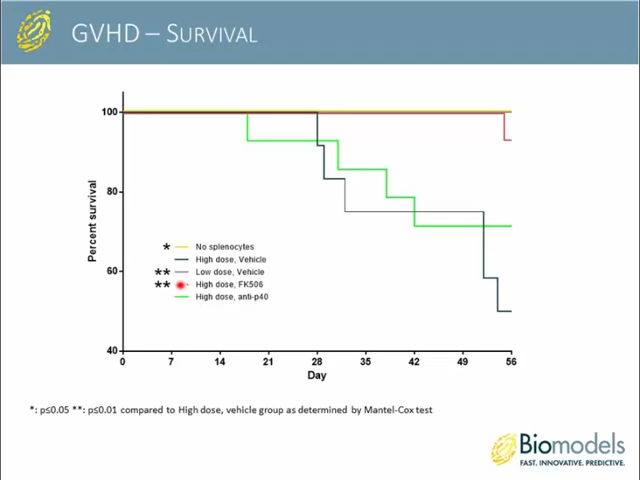 GVHD – SURVIVAL
Percent survival
100
80
60
40
* No splenocytes
High dose, Vehicle
** Low dose, Vehicle
** High dose, FK506
High dose, anti-p40
0 7 14 21 28 35 42 49 56
Day
*: p≤0.05 **: p≤0.01 compared to High dose, vehicle group as determined by Mantel-Cox test
Biomodels
FAST. INNOVATIVE. PREDICTIVE.